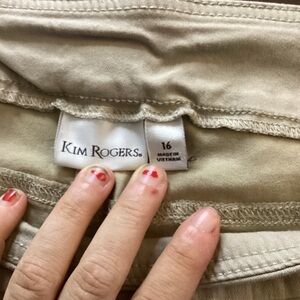 KIM ROGERS®
16
MADE IN
VIETNAM